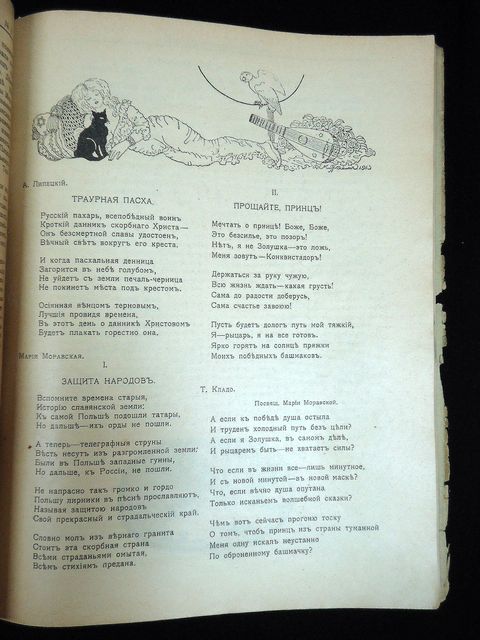 А. Липецкій.
ТРАУРНАЯ ПАСХА.
Русскій пахарь, всепобѣдный воинъ
Кроткій данникъ скорбнаго Христа—
Онъ безсмертной славы удостоенъ,
Вѣчный свѣтъ вокругъ его креста.
И когда пасхальная денница
Загорится въ небѣ голубомъ,
Не уйдетъ съ земли печаль-черница
Не покинетъ мѣста подъ крестомъ.
Осіянная вѣнцомъ терновымъ,
Лучшія провидя времена,
Въ этотъ день о данникѣ Христовомъ
Будетъ плакать горестно она.
Марія Моравская.
I.
ЗАЩИТА НАРОДОВЪ.
Вспомните времена старыя,
Исторію славянской земли:
Къ самой Польшѣ подошли татары,
Но дальше—ихъ орды не пошли.
А теперь—телеграфныя струны
Вѣсть несутъ изъ разгромленной земли:
Были въ Польшѣ западные гунны,
Но дальше, къ Россіи, не пошли.
Не напрасно такъ громко и гордо
Польшу лирники въ пѣсні прославляютъ,
Называя защитою народовъ
Свой прекрасный и страдальческій край.
Словно молъ изъ вѣрнаго гранита
Стоитъ эта скорбная страна
Всѣми страданьями омытая,
Всѣмъ стихіямъ предана.
II.
ПРОЩАЙТЕ, ПРИНЦЪ!
Мечтать о принцѣ! Боже, Боже,
Это безсилье, это позоръ!
Нѣтъ, я не Золушка—это ложь,
Меня зовутъ—Конквистадоръ!
Держаться за руку чужую,
Всю жизнь ждать—какая грусть!
Сама до радости доберусь,
Сама счастье завоюю!
Пусть будетъ дологъ путь мой тяжкій,
Я—рыцарь, я на все готовъ.
Ярко горятъ на солнцѣ пряжки
Моихъ побѣдныхъ башмаковъ.
Т. Кладо.
Посвящ. Маріи Моравской.
А если къ побѣдѣ душа остыла
И труденъ холодный путь безъ цѣли?
А если я Золушка, въ самомъ дѣлѣ,
И рыцаремъ быть—не хватаетъ силы?
Что если въ жизни все—лишь минутное,
И съ новой минутой—въ новой маскѣ?
Что, если вѣчно душа опутана
Только исканьемъ волшебной сказки?
Чѣмъ вотъ сейчасъ прогоню тоску
О томъ, чтобъ принцъ изъ страны туманной
Меня одну искалъ неустанно
По оброненному башмачку?